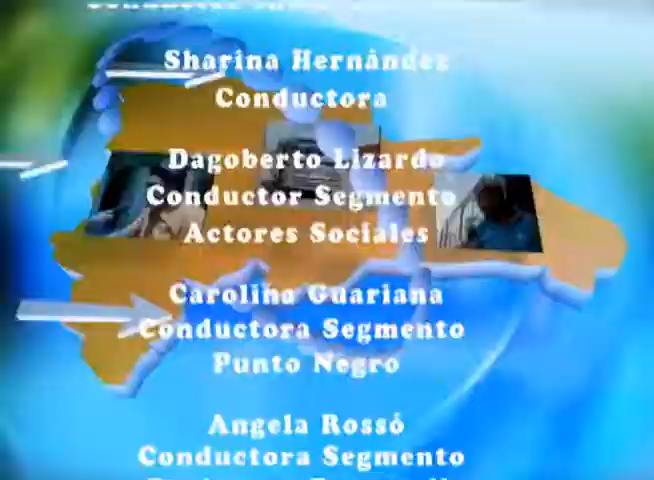 Sharina Hernández
Conductora
Dagoberto Lizardo
Conductor Segmento
Actores Sociales
Carolina Guariana
Conductora Segmento
Punto Negro
Angela Rossó
Conductora Segmento